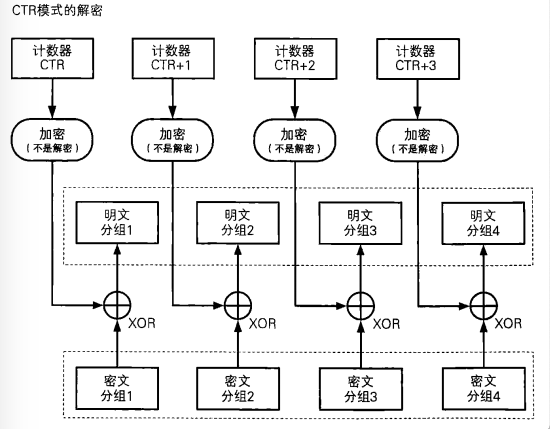 CTR模式的解密
计数器
CTR
计数器
CTR+1
计数器
CTR+2
计数器
CTR+3
加密
(不是解密)
加密
(不是解密)
加密
(不是解密)
加密
(不是解密)
明文
分组1
明文
分组2
明文
分组3
明文
分组4
XOR
XOR
XOR
XOR
密文
分组1
密文
分组2
密文
分组3
密文
分组4